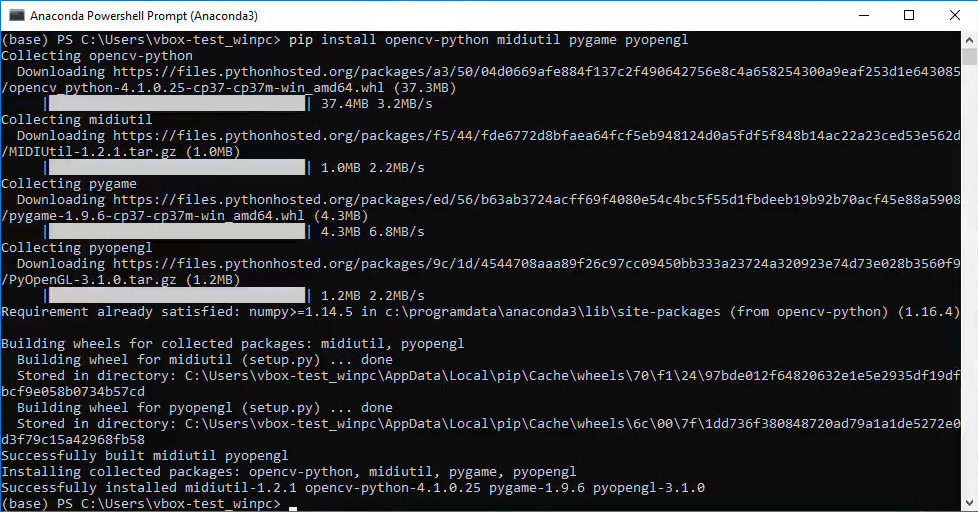 Anaconda Powershell Prompt (Anaconda3)
(base) PS C:\Users\vbox-test_winpc> pip install opencv-python midiutil pygame pyopengl
Collecting opencv-python
  Downloading https://files.pythonhosted.org/packages/a3/50/04d0669afe884f137c2f490642756e8c4a658254300a9eaf253d1e643085
/opencv_python-4.1.0.25-cp37-cp37m-win_amd64.whl (37.3MB)
     |████████████████████████████████| 37.4MB 3.2MB/s
Collecting midiutil
  Downloading https://files.pythonhosted.org/packages/f5/44/fde6772d8bfaea64fcf5eb948124d0a5fdf5f848b14ac22a23ced53e562d
/MIDIUtil-1.2.1.tar.gz (1.0MB)
     |████████████████████████████████| 1.0MB 2.2MB/s
Collecting pygame
  Downloading https://files.pythonhosted.org/packages/ed/56/b63ab3724acff69f4080e54c4bc5f55d1fbdeeb19b92b70acf45e88a5908
/pygame-1.9.6-cp37-cp37m-win_amd64.whl (4.3MB)
     |████████████████████████████████| 4.3MB 6.8MB/s
Collecting pyopengl
  Downloading https://files.pythonhosted.org/packages/9c/1d/4544708aaa89f26c97cc09450bb333a23724a320923e74d73e028b3560f9
/PyOpenGL-3.1.0.tar.gz (1.2MB)
     |████████████████████████████████| 1.2MB 2.2MB/s
Requirement already satisfied: numpy>=1.14.5 in c:\programdata\anaconda3\lib\site-packages (from opencv-python) (1.16.4)
Building wheels for collected packages: midiutil, pyopengl
  Building wheel for midiutil (setup.py) ... done
  Stored in directory: C:\Users\vbox-test_winpc\AppData\Local\pip\Cache\wheels\70\f1\24\97bde012f64820632e1e5e2935df19df
bcf9e058b0734b57cd
  Building wheel for pyopengl (setup.py) ... done
  Stored in directory: C:\Users\vbox-test_winpc\AppData\Local\pip\Cache\wheels\6c\00\7f\1dd736f380848720ad79a1a1de5272e0
d3f79c15a42968fb58
Successfully built midiutil pyopengl
Installing collected packages: opencv-python, midiutil, pygame, pyopengl
Successfully installed midiutil-1.2.1 opencv-python-4.1.0.25 pygame-1.9.6 pyopengl-3.1.0
(base) PS C:\Users\vbox-test_winpc>